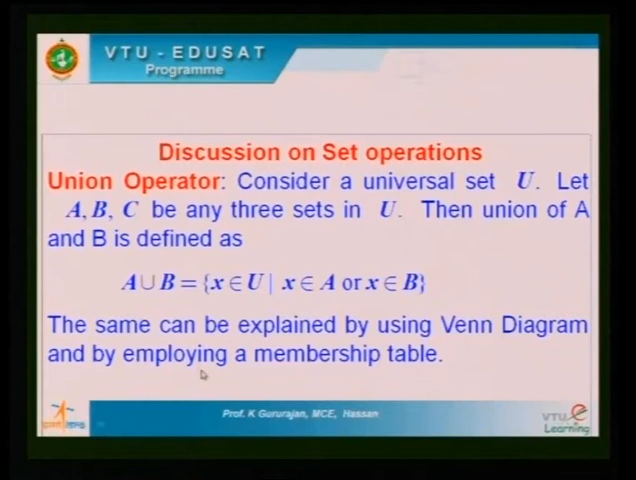 VTU - EDUSAT
Programme
Discussion on Set operations
Union Operator: Consider a universal set U. Let
A, B, C be any three sets in U. Then union of A
and B is defined as
A ∪ B = {x ∈ U | x ∈ A or x ∈ B}
The same can be explained by using Venn Diagram
and by employing a membership table.
Prof. K Gururajan, MCE, Hassan
VTU e
Learning